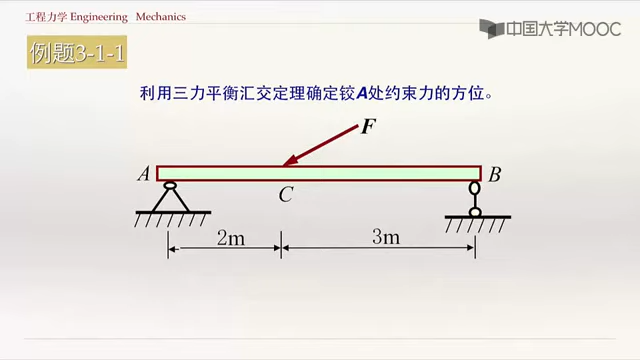 工程力学 Engineering Mechanics
中国大学MOOC
例题3-1-1
利用三力平衡汇交定理确定铰A处约束力的方位。
F
A
B
C
2m
3m